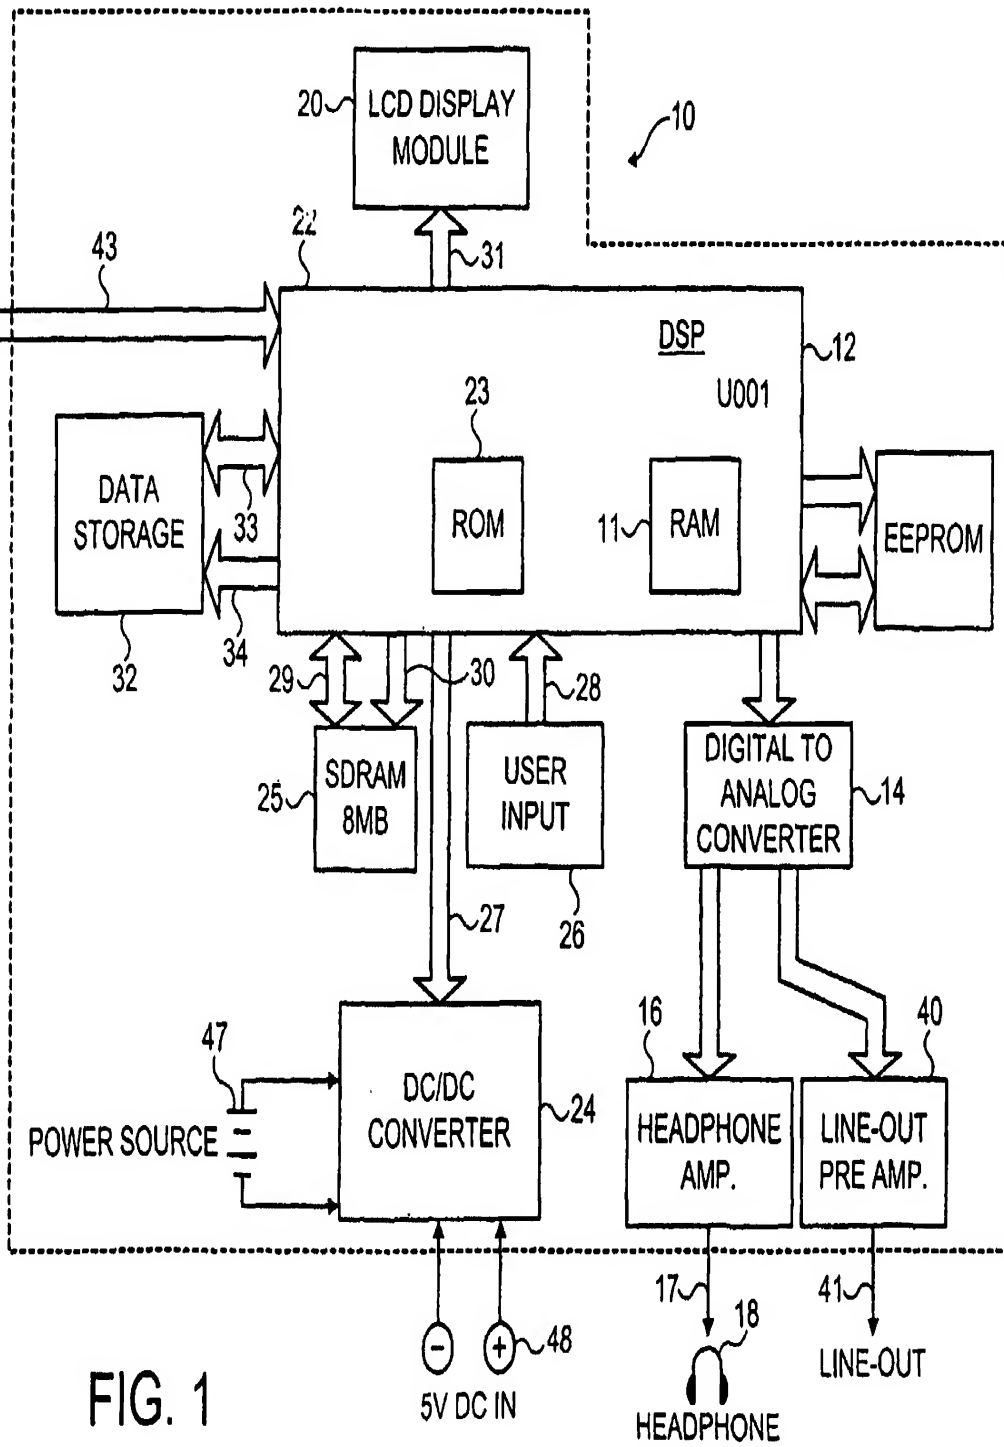 20
LCD DISPLAY
MODULE
10
22
31
43
DSP
12
U001
23
ROM
11
RAM
DATA
STORAGE
33
EEPROM
32
34
29
30
28
25
SDRAM
8MB
USER
INPUT
DIGITAL TO
ANALOG
CONVERTER
14
27
26
47
POWER SOURCE
DC/DC
CONVERTER
24
16
40
HEADPHONE
AMP.
LINE-OUT
PRE AMP.
17
41
−
+
48
18
5V DC IN
HEADPHONE
LINE-OUT
FIG. 1